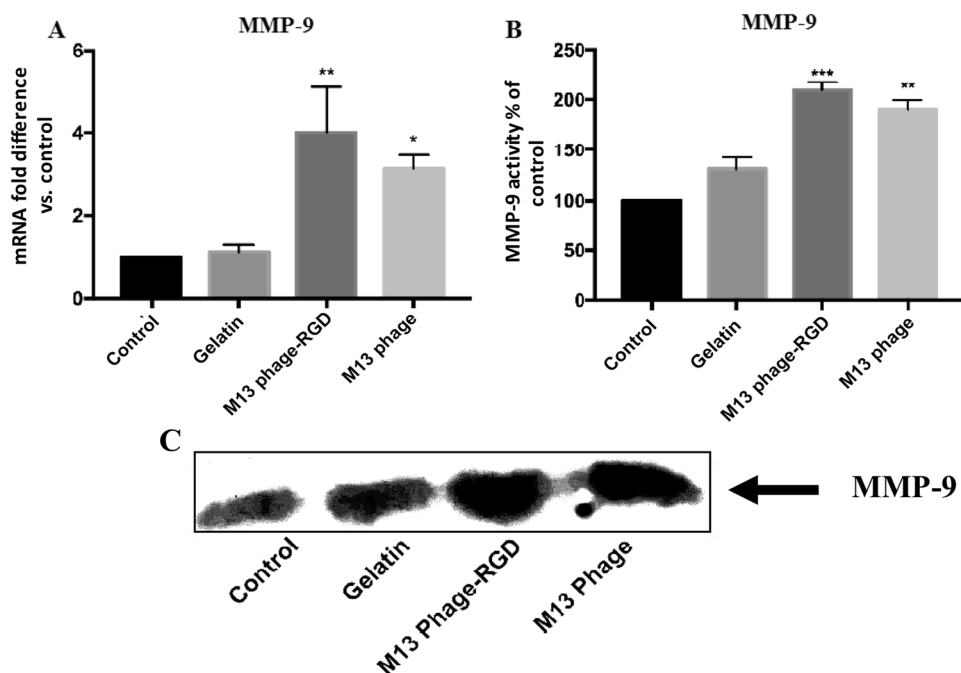 A
MMP-9
mRNA fold difference
vs. control
6
4
2
0
**
*
Control
Gelatin
M13 phage-RGD
M13 phage
B
MMP-9
MMP-9 activity % of
control
250
200
150
100
50
0
***
**
Control
Gelatin
M13 phage-RGD
M13 phage
C
MMP-9
Control
Gelatin
M13 Phage-RGD
M13 Phage